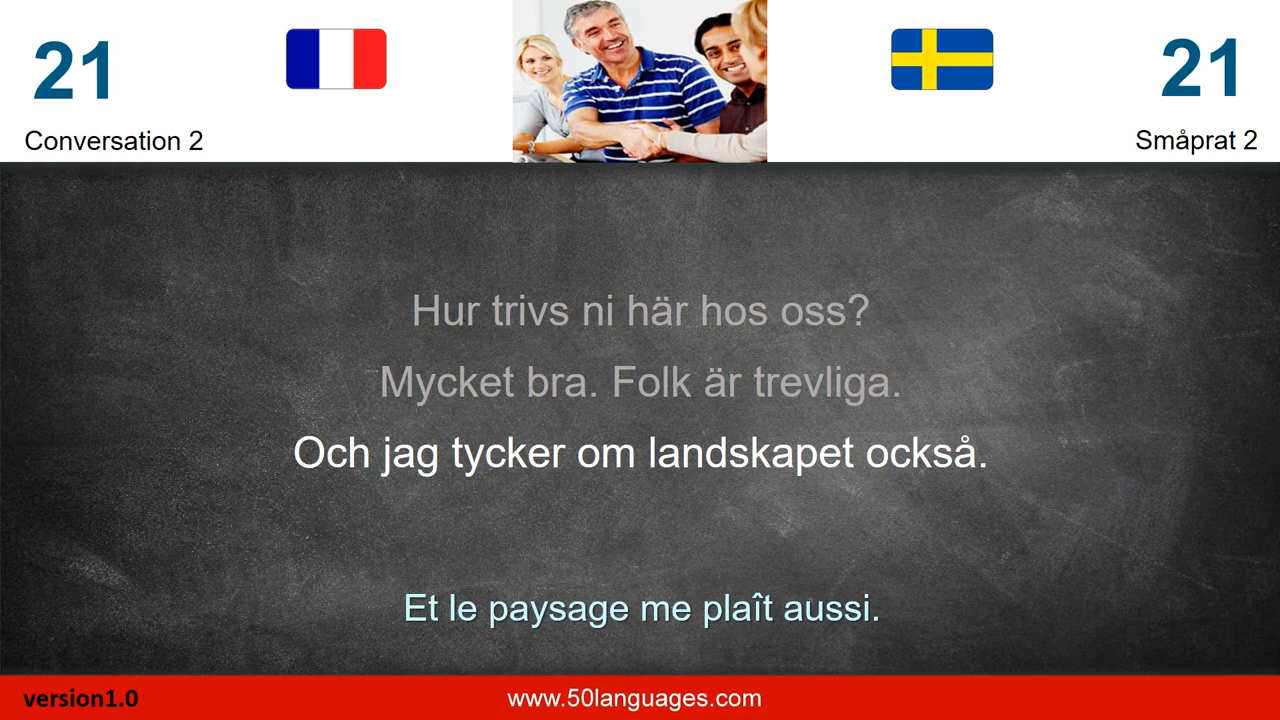 21
21
Conversation 2
Småprat 2
Hur trivs ni här hos oss?
Mycket bra. Folk är trevliga.
Och jag tycker om landskapet också.
Et le paysage me plaît aussi.
version1.0
www.50languages.com